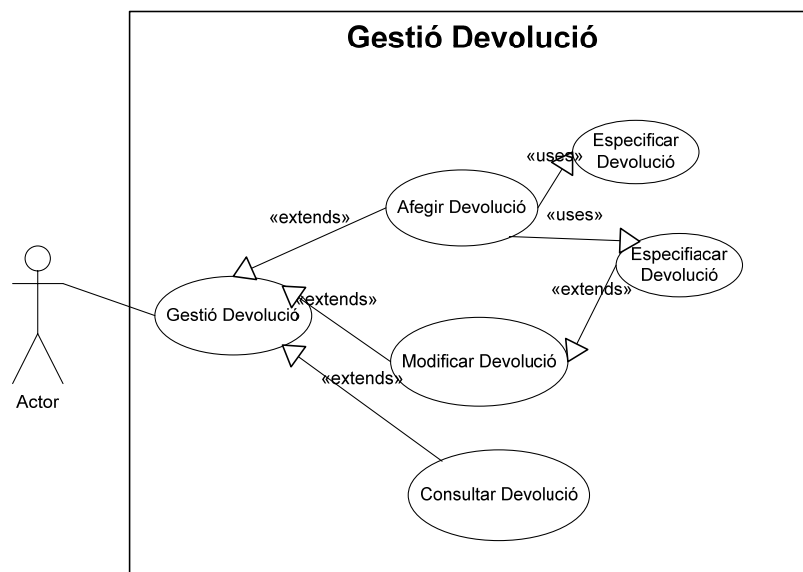 Gestió Devolució
Especificar
Devolució
«uses»
Afegir Devolució
«extends»
«uses»
Especifiacar
Devolució
«extends»
«extends»
Gestió Devolució
Modificar Devolució
«extends»
Actor
Consultar Devolució